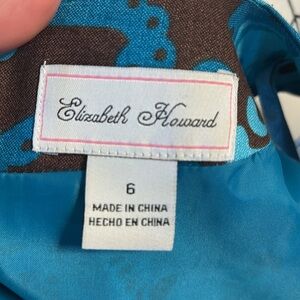 Elizabeth Howard
6
MADE IN CHINA
HECHO EN CHINA